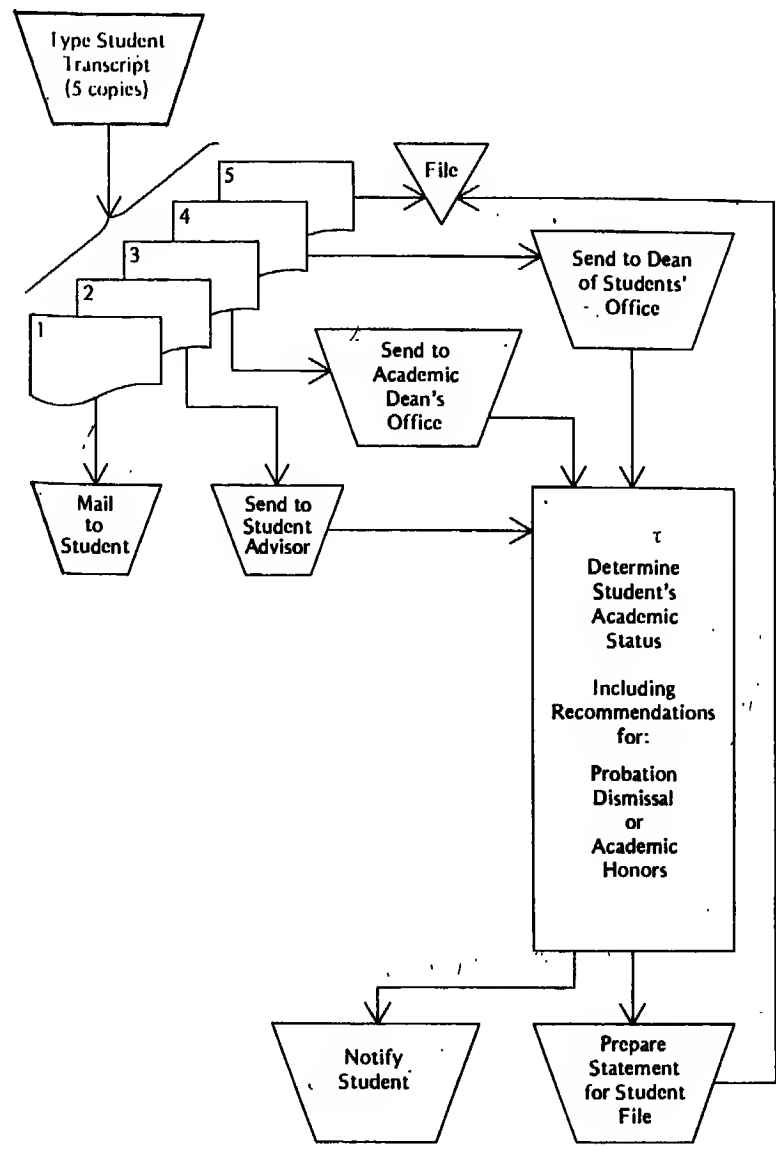 Type Student
Transcript
(5 copies)
5
File
4
3
Send to Dean
of Students'
Office
2
1
Send to
Academic
Dean's
Office
Mail
to
Student
Send to
Student
Advisor
Determine
Student's
Academic
Status
Including
Recommendations
for:
Probation
Dismissal
or
Academic
Honors
Notify
Student
Prepare
Statement
for Student
File